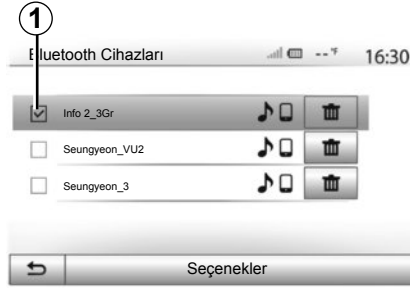 1
Bluetooth Cihazları --°F 16:30
Info 2_3Gr
Seungyeon_VU2
Seungyeon_3
Seçenekler